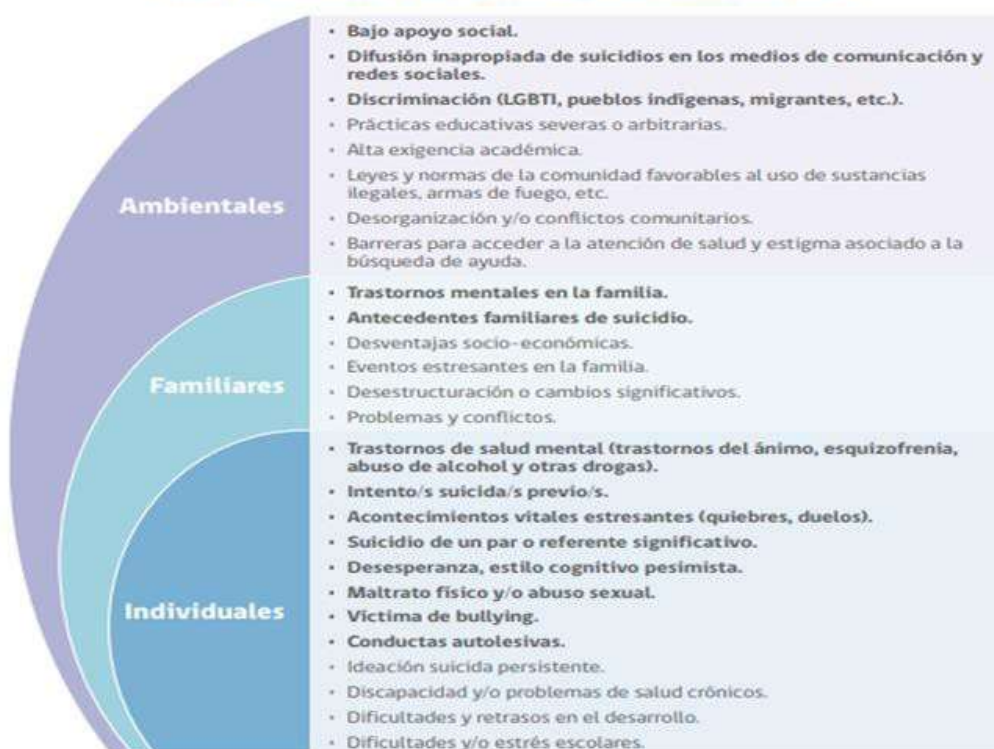 Ambientales
• Bajo apoyo social.
• Difusión inapropiada de suicidios en los medios de comunicación y
redes sociales.
• Discriminación (LGBTI, pueblos indígenas, migrantes, etc.).
• Prácticas educativas severas o arbitrarias.
• Alta exigencia académica.
• Leyes y normas de la comunidad favorables al uso de sustancias
ilegales, armas de fuego, etc.
• Desorganización y/o conflictos comunitarios.
• Barreras para acceder a la atención de salud y estigma asociado a la
búsqueda de ayuda.
Familiares
• Trastornos mentales en la familia.
• Antecedentes familiares de suicidio.
• Desventajas socio-económicas.
• Eventos estresantes en la familia.
• Desestructuración o cambios significativos.
• Problemas y conflictos.
Individuales
• Trastornos de salud mental (trastornos del ánimo, esquizofrenia,
abuso de alcohol y otras drogas).
• Intento/s suicida/s previo/s.
• Acontecimientos vitales estresantes (quiebres, duelos).
• Suicidio de un par o referente significativo.
• Desesperanza, estilo cognitivo pesimista.
• Maltrato físico y/o abuso sexual.
• Víctima de bullying.
• Conductas autolesivas.
• Ideación suicida persistente.
• Discapacidad y/o problemas de salud crónicos.
• Dificultades y retrasos en el desarrollo.
• Dificultades y/o estrés escolares.